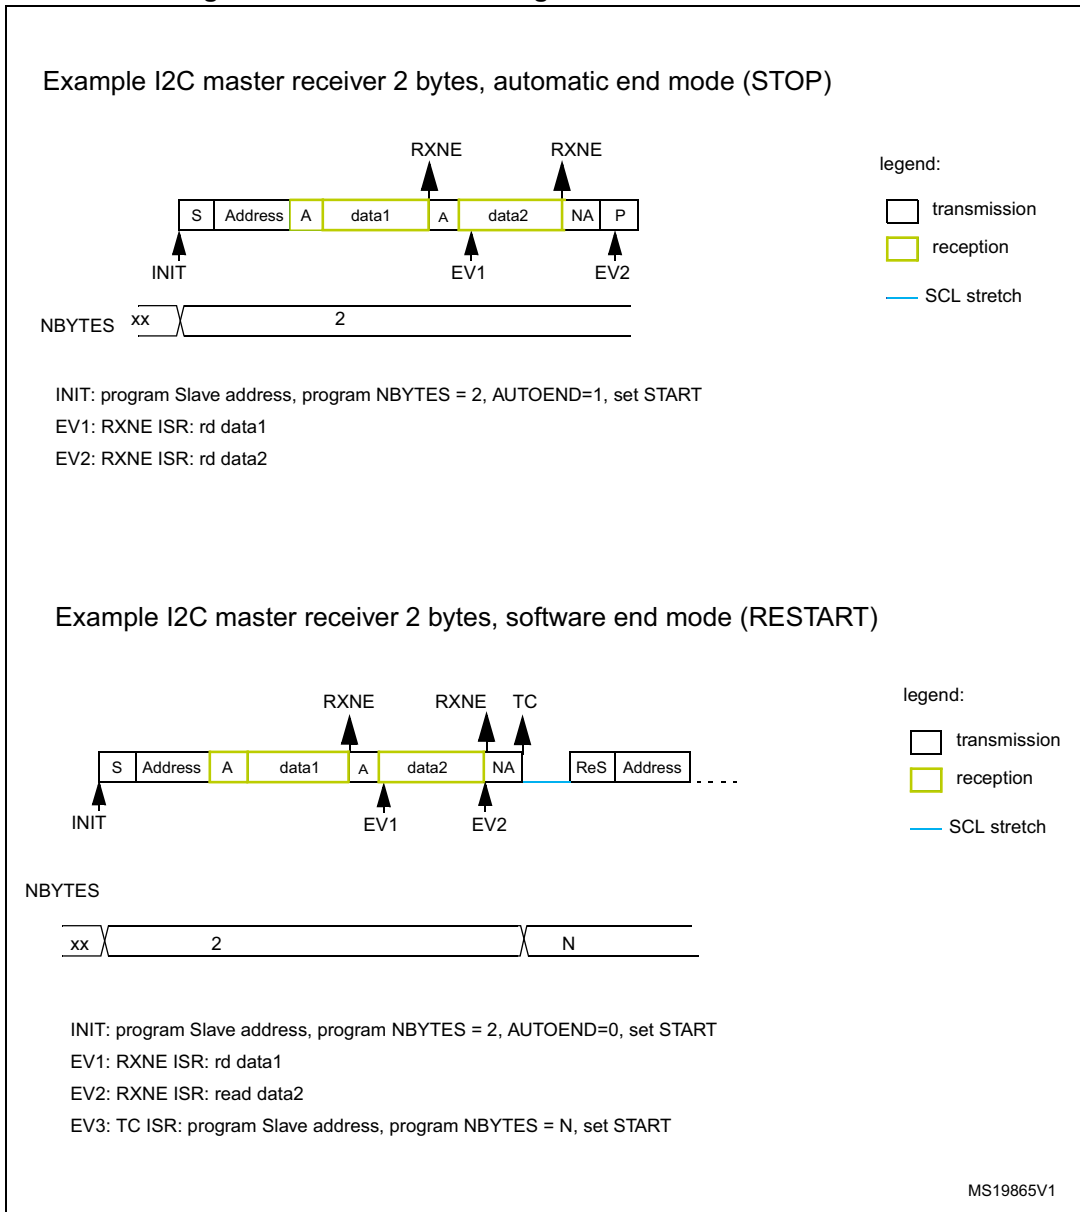 Example I2C master receiver 2 bytes, automatic end mode (STOP)
RXNE RXNE
legend:
S Address A data1 A data2 NA P
transmission
reception
INIT EV1 EV2
SCL stretch
NBYTES xx 2
INIT: program Slave address, program NBYTES = 2, AUTOEND=1, set START
EV1: RXNE ISR: rd data1
EV2: RXNE ISR: rd data2
Example I2C master receiver 2 bytes, software end mode (RESTART)
RXNE RXNE TC
legend:
S Address A data1 A data2 NA ReS Address
transmission
reception
INIT EV1 EV2
SCL stretch
NBYTES
xx 2 N
INIT: program Slave address, program NBYTES = 2, AUTOEND=0, set START
EV1: RXNE ISR: rd data1
EV2: RXNE ISR: read data2
EV3: TC ISR: program Slave address, program NBYTES = N, set START
MS19865V1